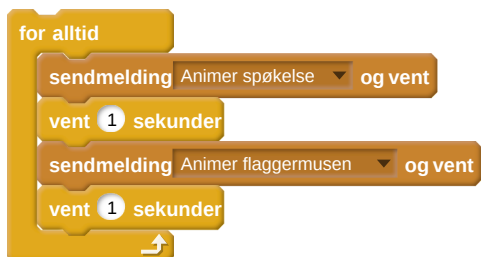 for alltid
sendmelding Animer spøkelse og vent
vent 1 sekunder
sendmelding Animer flaggermusen og vent
vent 1 sekunder